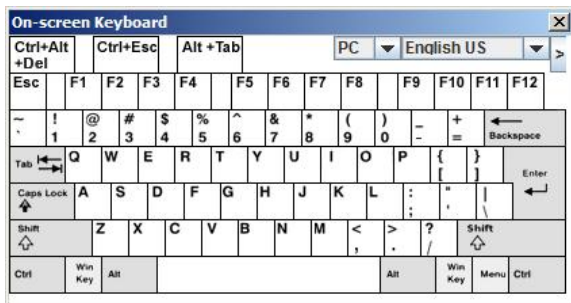 On-screen Keyboard
Ctrl+Alt +Del Ctrl+Esc Alt +Tab PC English US >
Esc F1 F2 F3 F4 F5 F6 F7 F8 F9 F10 F11 F12
~ ! @ # $ % ^ & * ( ) _ +
` 1 2 3 4 5 6 7 8 9 0 - = Backspace
Tab Q W E R T Y U I O P { }
[ ] Enter
Caps Lock A S D F G H J K L : " |
; ' \
Shift Z X C V B N M < > ? Shift
, . /
Ctrl Win Key Alt Alt Win Key Menu Ctrl